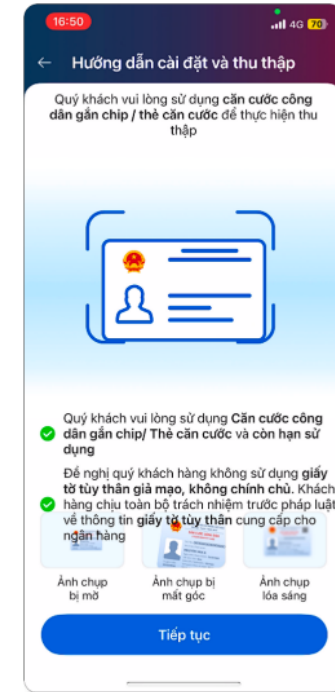 16:50
4G 70
← Hướng dẫn cài đặt và thu thập
Quý khách vui lòng sử dụng căn cước công
dân gắn chip/ thẻ căn cước để thực hiện thu
thập
Quý khách vui lòng sử dụng Căn cước công
dân gắn chip/ Thẻ căn cước và còn hạn sử
dụng
Đề nghị quý khách hàng không sử dụng giấy
tờ tùy thân giả mạo, không chính chủ. Khách
hàng chịu toàn bộ trách nhiệm trước pháp luật
về thông tin giấy tờ tùy thân cung cấp cho
ngân hàng
Ảnh chụp
bị mờ
Ảnh chụp bị
mất góc
Ảnh chụp
lóa sáng
Tiếp tục